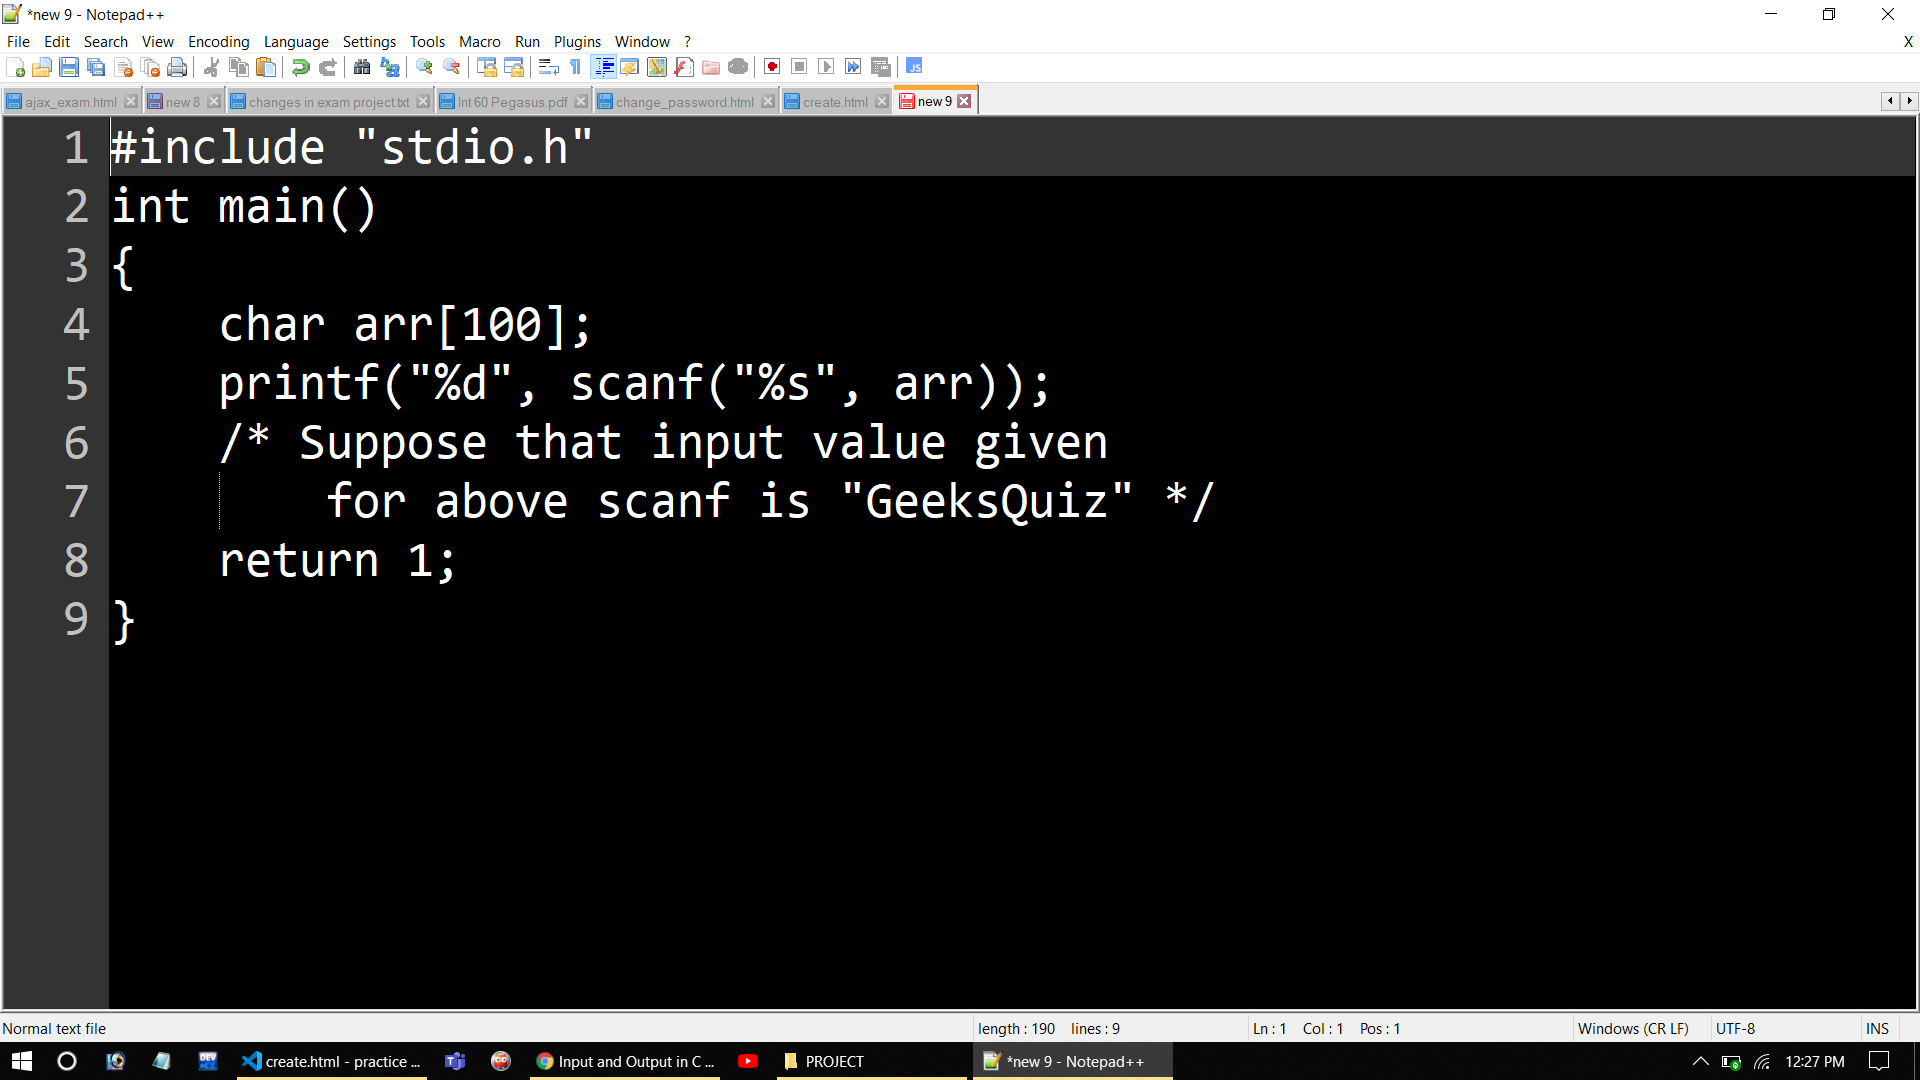 *new 9 - Notepad++
File Edit Search View Encoding Language Settings Tools Macro Run Plugins Window ? X
ajax_exam.html new 8 changes in exam project.txt Int 60 Pegasus.pdf change_password.html create.html new 9
1 #include "stdio.h"
2 int main()
3 {
4 char arr[100];
5 printf("%d", scanf("%s", arr));
6 /* Suppose that input value given
7 for above scanf is "GeeksQuiz" */
8 return 1;
9 }
Normal text file length : 190 lines : 9 Ln : 1 Col : 1 Pos : 1 Windows (CR LF) UTF-8 INS
DEV create.html - practice ... Input and Output in C ... PROJECT *new 9 - Notepad++ 12:27 PM